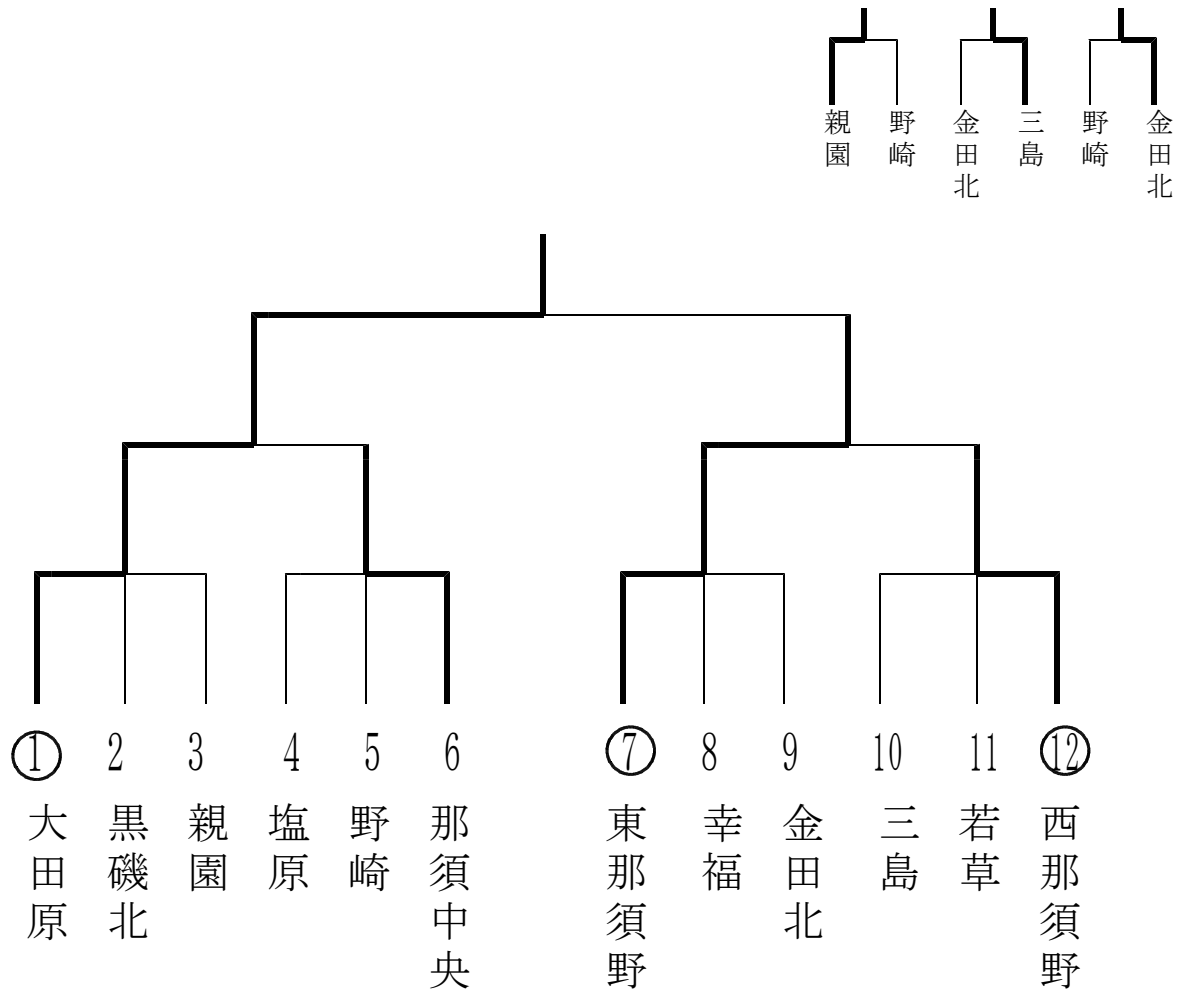 親園
野崎
金田北
三島
野崎
金田北
① 2 3 4 5 6 ⑦ 8 9 10 11 ⑫
大田原
黒磯北
親園
塩原
野崎
那須中央
東那須野
幸福
金田北
三島
若草
西那須野